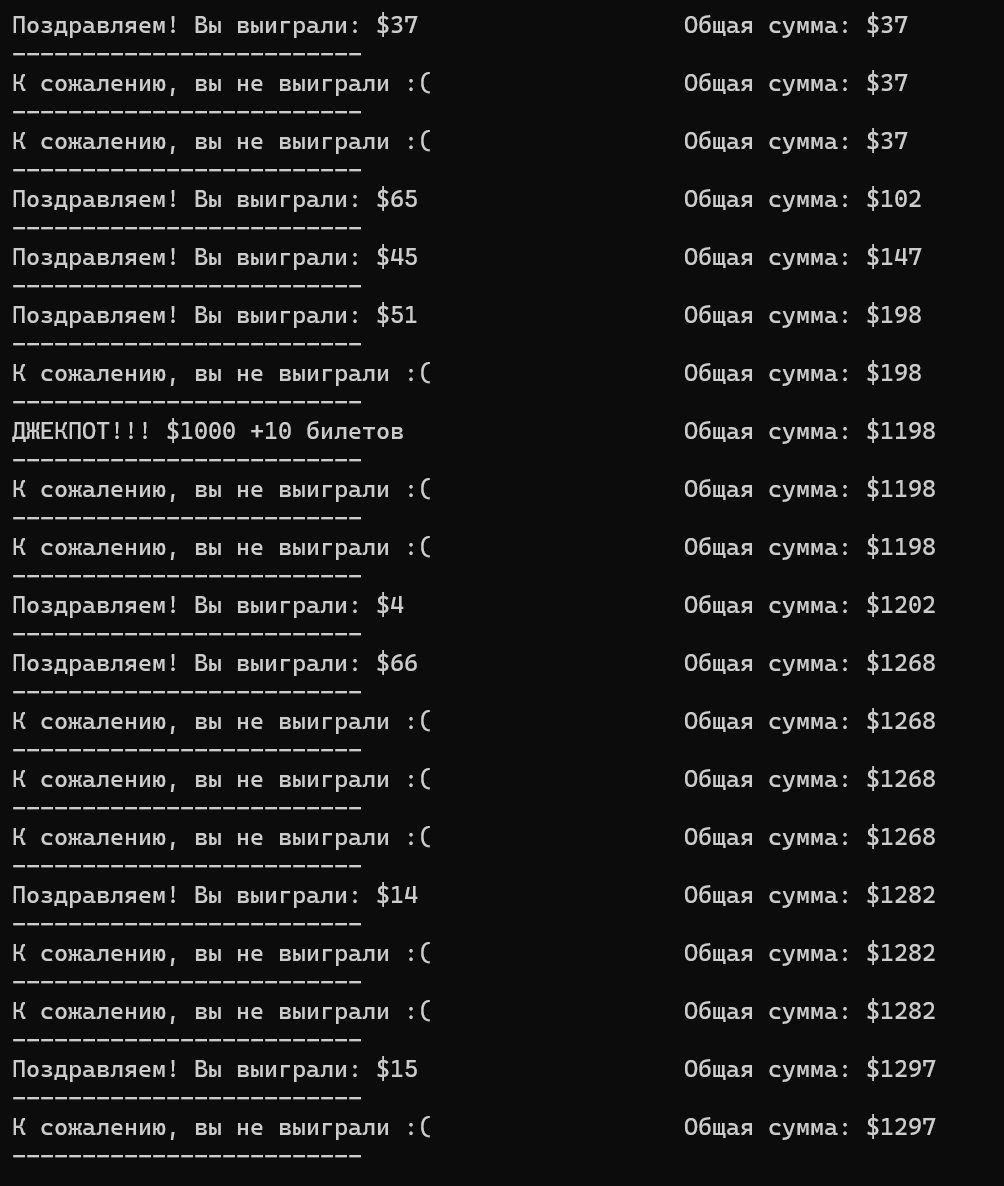 Поздравляем! Вы выиграли: $37 Общая сумма: $37
-------------------------
К сожалению, вы не выиграли :( Общая сумма: $37
-------------------------
К сожалению, вы не выиграли :( Общая сумма: $37
-------------------------
Поздравляем! Вы выиграли: $65 Общая сумма: $102
-------------------------
Поздравляем! Вы выиграли: $45 Общая сумма: $147
-------------------------
Поздравляем! Вы выиграли: $51 Общая сумма: $198
-------------------------
К сожалению, вы не выиграли :( Общая сумма: $198
-------------------------
ДЖЕКПОТ!!! $1000 +10 билетов Общая сумма: $1198
-------------------------
К сожалению, вы не выиграли :( Общая сумма: $1198
-------------------------
К сожалению, вы не выиграли :( Общая сумма: $1198
-------------------------
Поздравляем! Вы выиграли: $4 Общая сумма: $1202
-------------------------
Поздравляем! Вы выиграли: $66 Общая сумма: $1268
-------------------------
К сожалению, вы не выиграли :( Общая сумма: $1268
-------------------------
К сожалению, вы не выиграли :( Общая сумма: $1268
-------------------------
К сожалению, вы не выиграли :( Общая сумма: $1268
-------------------------
Поздравляем! Вы выиграли: $14 Общая сумма: $1282
-------------------------
К сожалению, вы не выиграли :( Общая сумма: $1282
-------------------------
К сожалению, вы не выиграли :( Общая сумма: $1282
-------------------------
Поздравляем! Вы выиграли: $15 Общая сумма: $1297
-------------------------
К сожалению, вы не выиграли :( Общая сумма: $1297
-------------------------